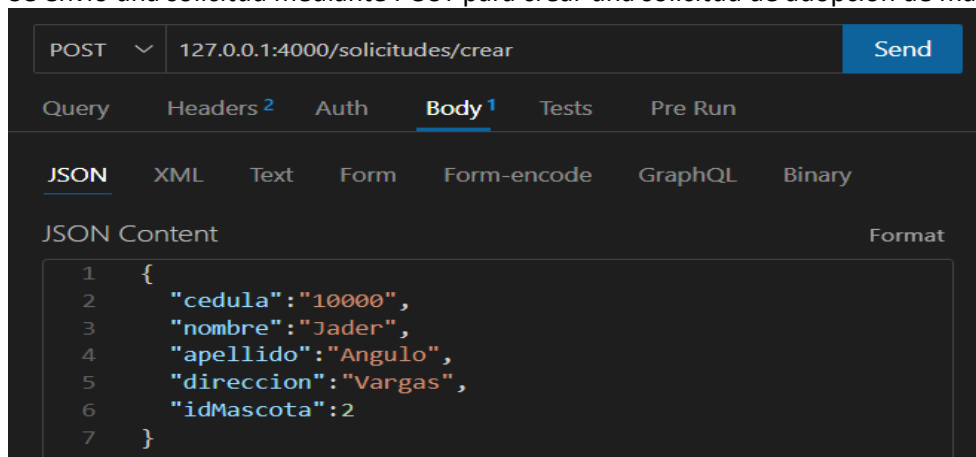 POST 127.0.0.1:4000/solicitudes/crear Send
Query Headers 2 Auth Body 1 Tests Pre Run
JSON XML Text Form Form-encode GraphQL Binary
JSON Content Format
1 {
2 "cedula":"10000",
3 "nombre":"Jader",
4 "apellido":"Angulo",
5 "direccion":"Vargas",
6 "idMascota":2
7 }